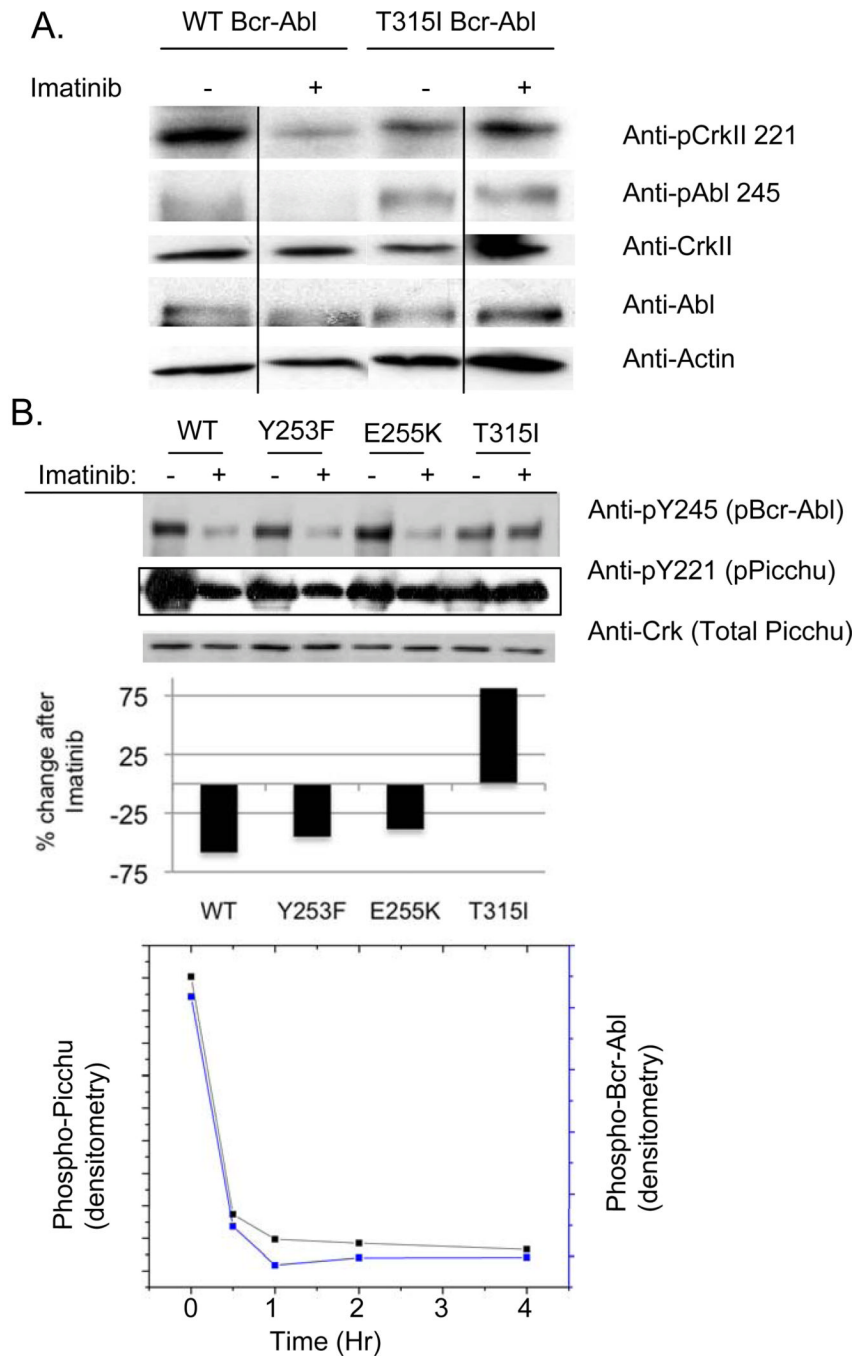 A.
WT Bcr-Abl T315I Bcr-Abl
Imatinib - + - +
Anti-pCrkII 221
Anti-pAbl 245
Anti-CrkII
Anti-Abl
Anti-Actin
B.
WT Y253F E255K T315I
Imatinib: - + - + - + - +
Anti-pY245 (pBcr-Abl)
Anti-pY221 (pPicchu)
Anti-Crk (Total Picchu)
% change after
Imatinib
75
25
-25
-75
WT Y253F E255K T315I
Phospho-Picchu
(densitometry)
Phospho-Bcr-Abl
(densitometry)
0 1 2 3 4
Time (Hr)